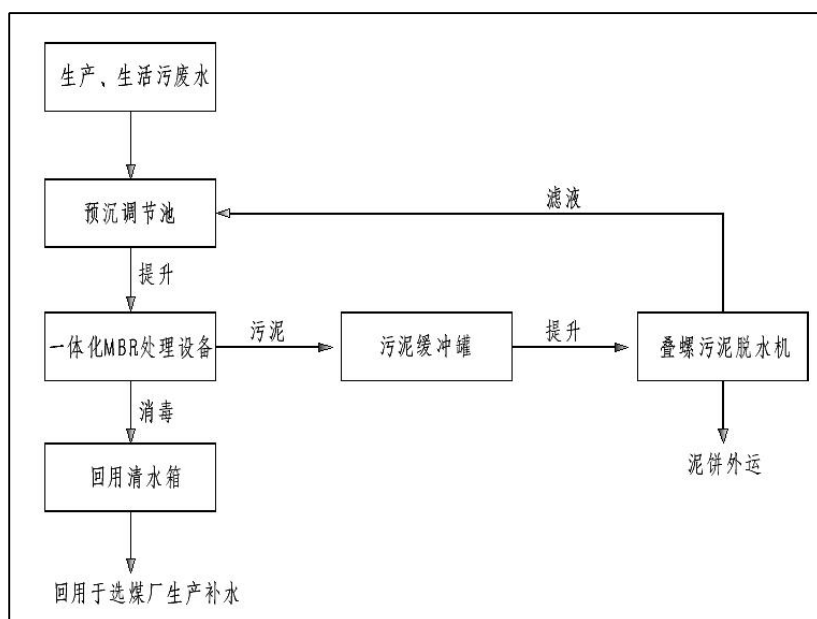 生产、生活污废水
滤液
预沉调节池
提升
一体化MBR处理设备
污泥
污泥缓冲罐
提升
叠螺污泥脱水机
消毒
回用清水箱
泥饼外运
回用于选煤厂生产补水